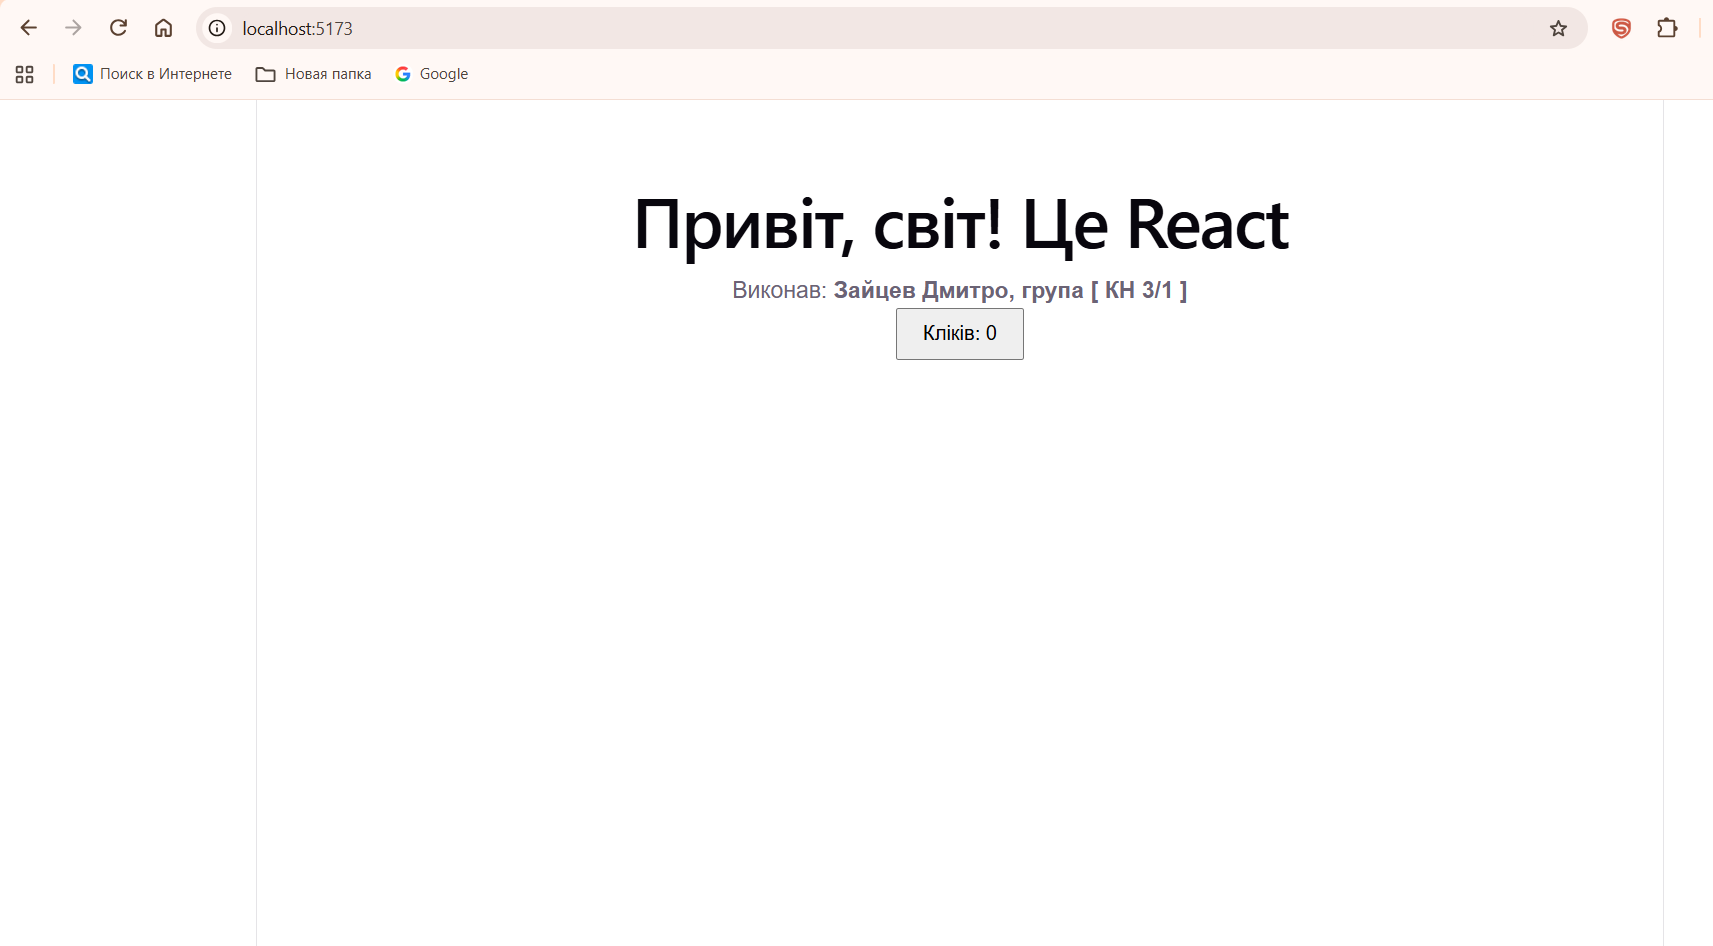 localhost:5173
Поиск в Интернете Новая папка Google
Привіт, світ! Це React
Виконав: Зайцев Дмитро, група [ КН 3/1 ]
Кліків: 0